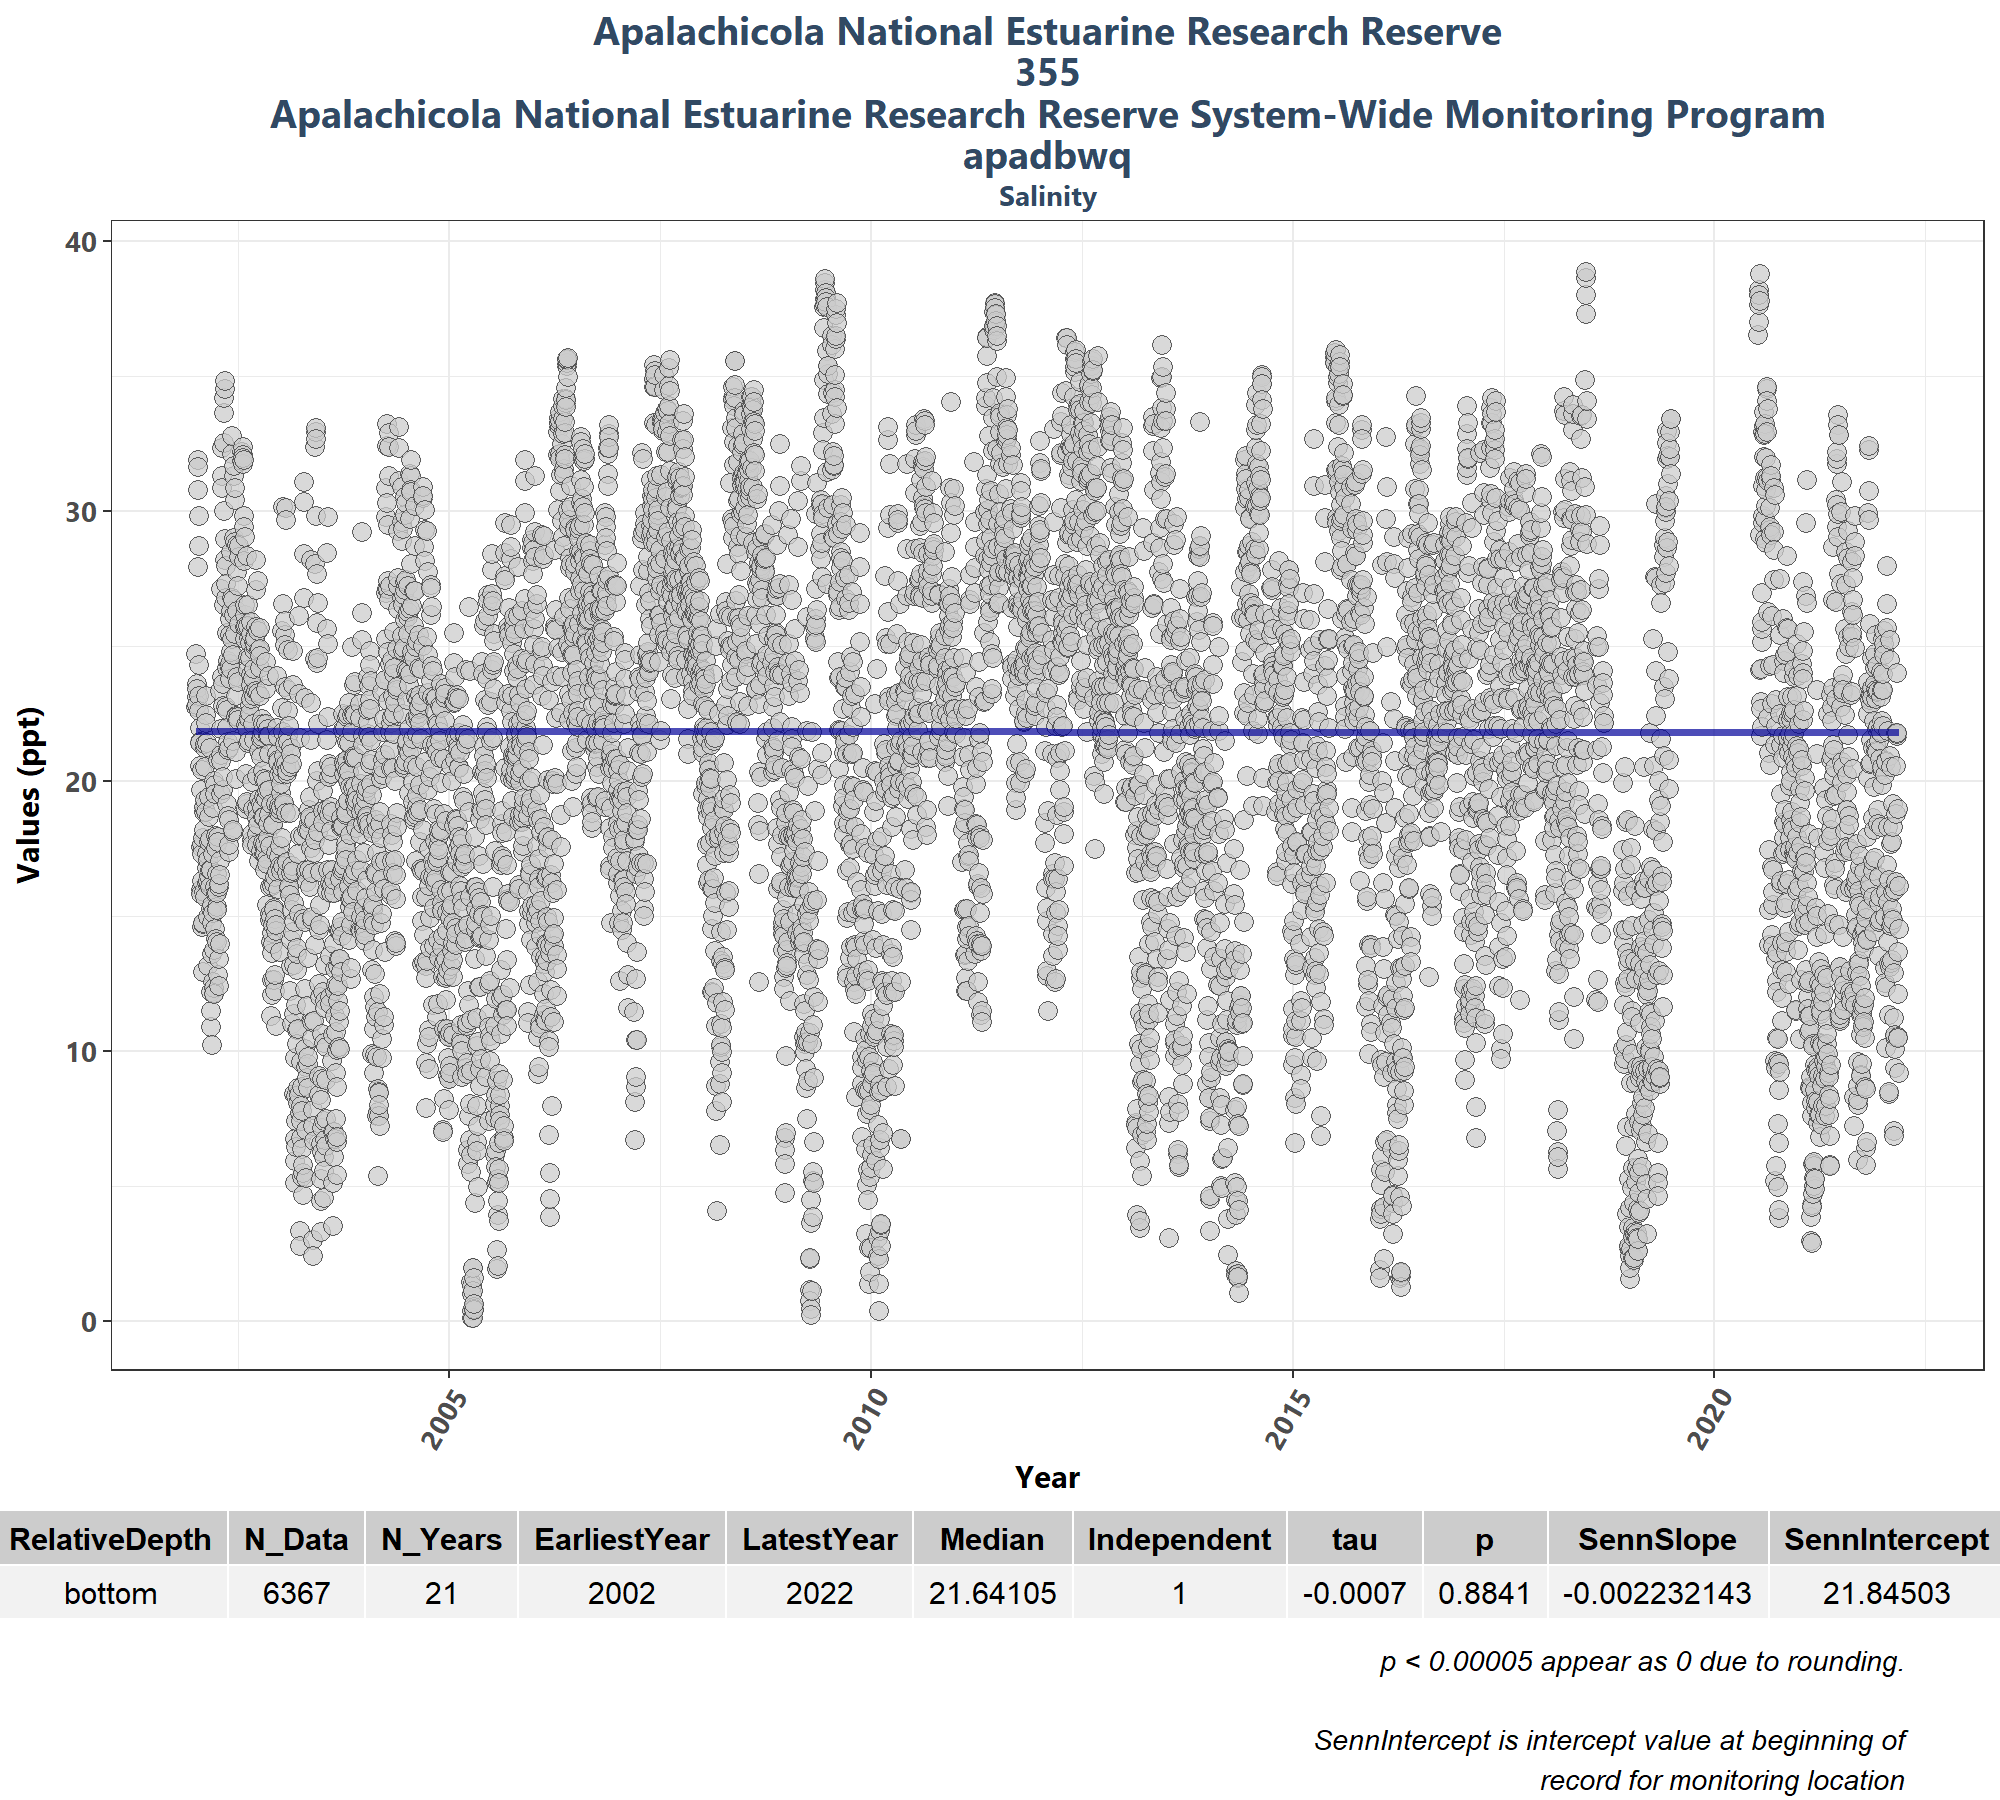 Apalachicola National Estuarine Research Reserve
355
Apalachicola National Estuarine Research Reserve System-Wide Monitoring Program
apadbwq
Salinity
40
30
20
10
0
Values (ppt)
2005 2010 2015 2020
Year
RelativeDepth N_Data N_Years EarliestYear LatestYear Median Independent tau p SennSlope SennIntercept
bottom 6367 21 2002 2022 21.64105 1 -0.0007 0.8841 -0.002232143 21.84503
p < 0.00005 appear as 0 due to rounding.
SennIntercept is intercept value at beginning of
record for monitoring location